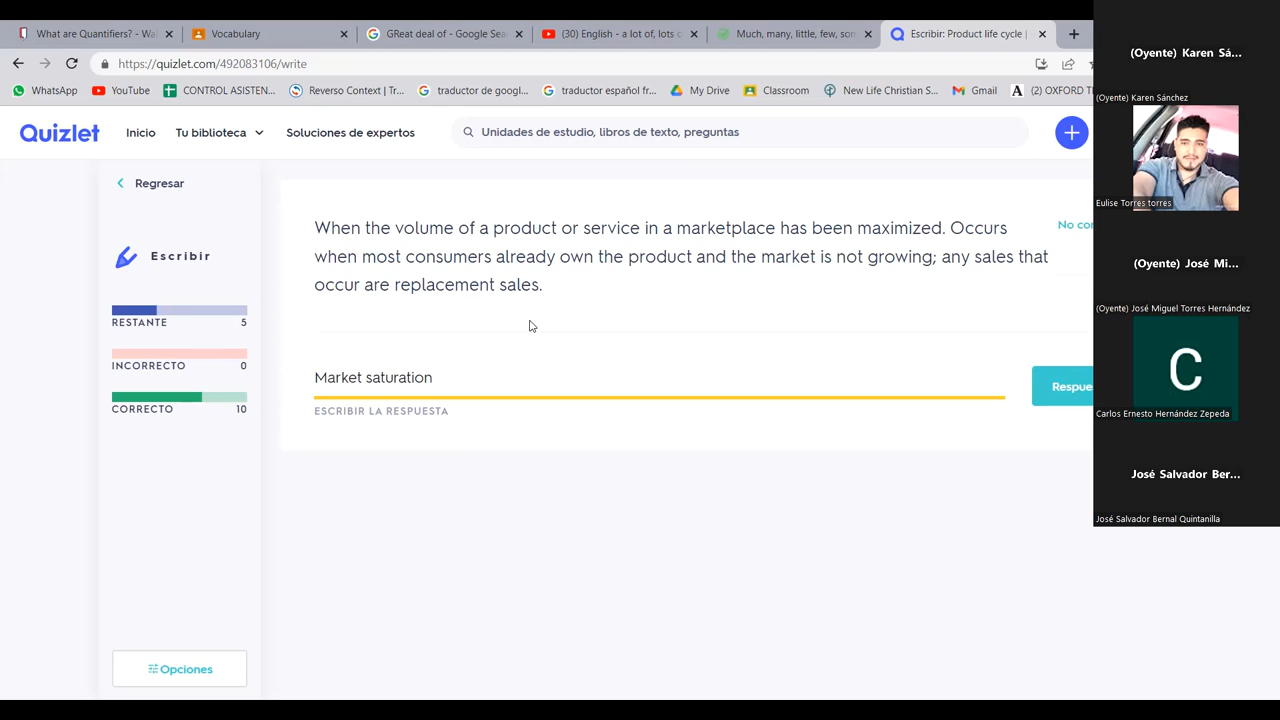 What are Quantifiers? - Wa
Vocabulary
GREat deal of - Google Sea
(30) English - a lot of, lots o
Much, many, little, few, som
Escribir: Product life cycle |
https://quizlet.com/492083106/write
WhatsApp
YouTube
CONTROL ASISTEN...
Reverso Context | Tr...
traductor de googl...
traductor español fr...
My Drive
Classroom
New Life Christian S...
Gmail
A (2) OXFORD TE
Quizlet
Inicio
Tu biblioteca
Soluciones de expertos
Unidades de estudio, libros de texto, preguntas
Regresar
Escribir
RESTANTE 5
INCORRECTO 0
CORRECTO 10
Opciones
When the volume of a product or service in a marketplace has been maximized. Occurs
when most consumers already own the product and the market is not growing; any sales that
occur are replacement sales.
No con
Market saturation
ESCRIBIR LA RESPUESTA
Respue
(Oyente) Karen Sá...
(Oyente) Karen Sánchez
Eulise Torres torres
(Oyente) José Mi...
(Oyente) José Miguel Torres Hernández
C
Carlos Ernesto Hernández Zepeda
José Salvador Ber...
José Salvador Bernal Quintanilla